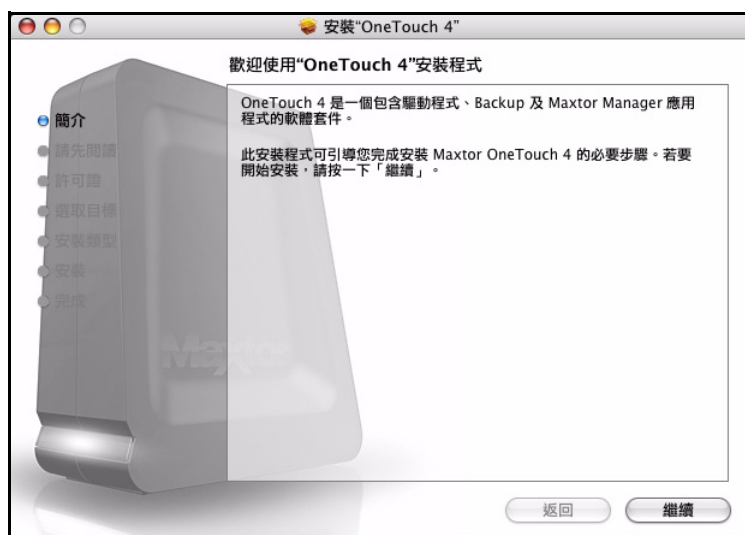 安裝“OneTouch 4”
歡迎使用“OneTouch 4”安裝程式
簡介
請先閱讀
許可證
選取目標
安裝類型
安裝
完成
OneTouch 4 是一個包含驅動程式、Backup 及 Maxtor Manager 應用
程式的軟體套件。
此安裝程式可引導您完成安裝 Maxtor OneTouch 4 的必要步驟。若要
開始安裝，請按一下「繼續」。
Maxtor
返回
繼續